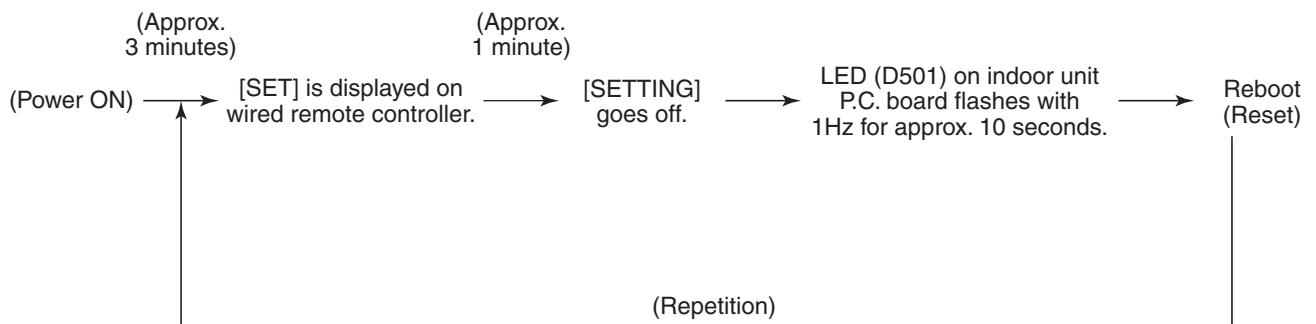 (Approx.
3 minutes)
(Approx.
1 minute)
(Power ON)
[SET] is displayed on
wired remote controller.
[SETTING]
goes off.
LED (D501) on indoor unit
P.C. board flashes with
1Hz for approx. 10 seconds.
Reboot
(Reset)
(Repetition)